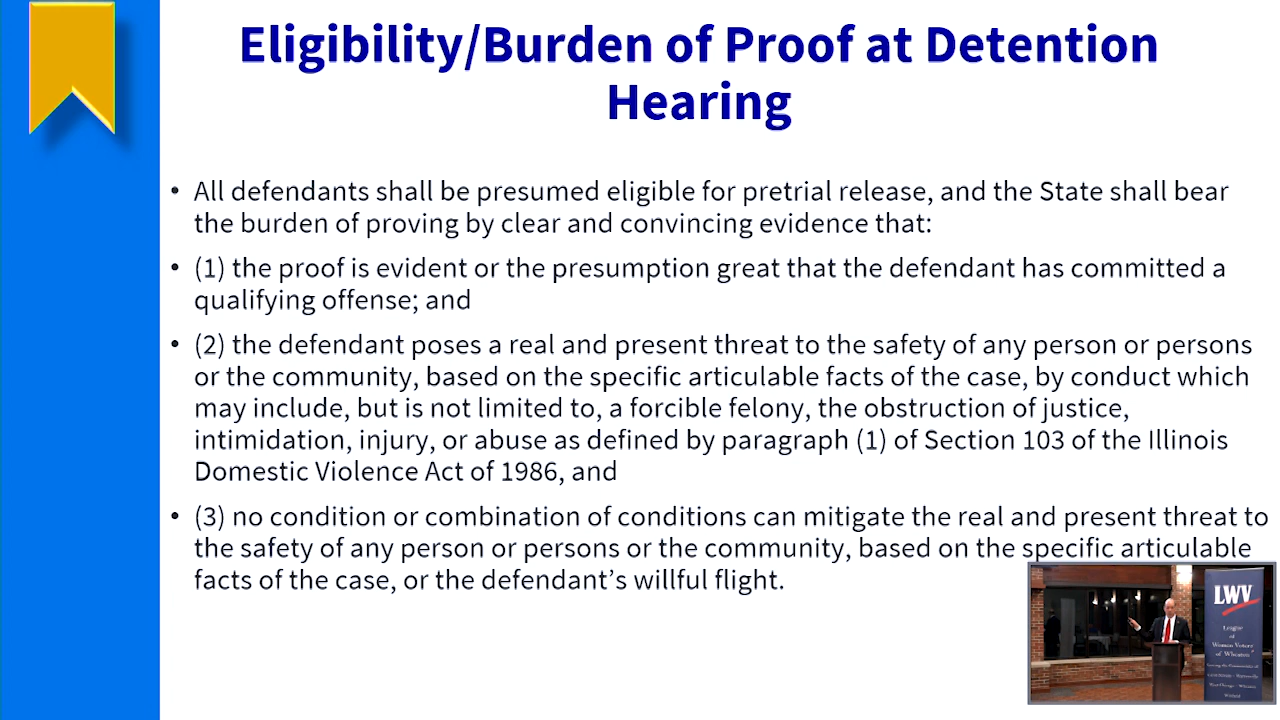 Eligibility/Burden of Proof at Detention
Hearing
• All defendants shall be presumed eligible for pretrial release, and the State shall bear
the burden of proving by clear and convincing evidence that:
• (1) the proof is evident or the presumption great that the defendant has committed a
qualifying offense; and
• (2) the defendant poses a real and present threat to the safety of any person or persons
or the community, based on the specific articulable facts of the case, by conduct which
may include, but is not limited to, a forcible felony, the obstruction of justice,
intimidation, injury, or abuse as defined by paragraph (1) of Section 103 of the Illinois
Domestic Violence Act of 1986, and
• (3) no condition or combination of conditions can mitigate the real and present threat to
the safety of any person or persons or the community, based on the specific articulable
facts of the case, or the defendant’s willful flight.
LWV
League
of
Women Voters
of Wheaton